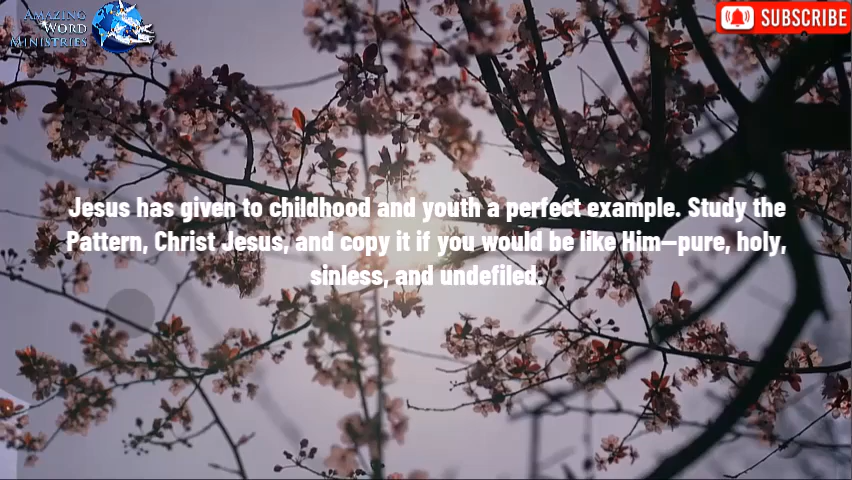 Amazing
Word
Ministries
SUBSCRIBE
Jesus has given to childhood and youth a perfect example. Study the
Pattern, Christ Jesus, and copy it if you would be like Him—pure, holy,
sinless, and undefiled.